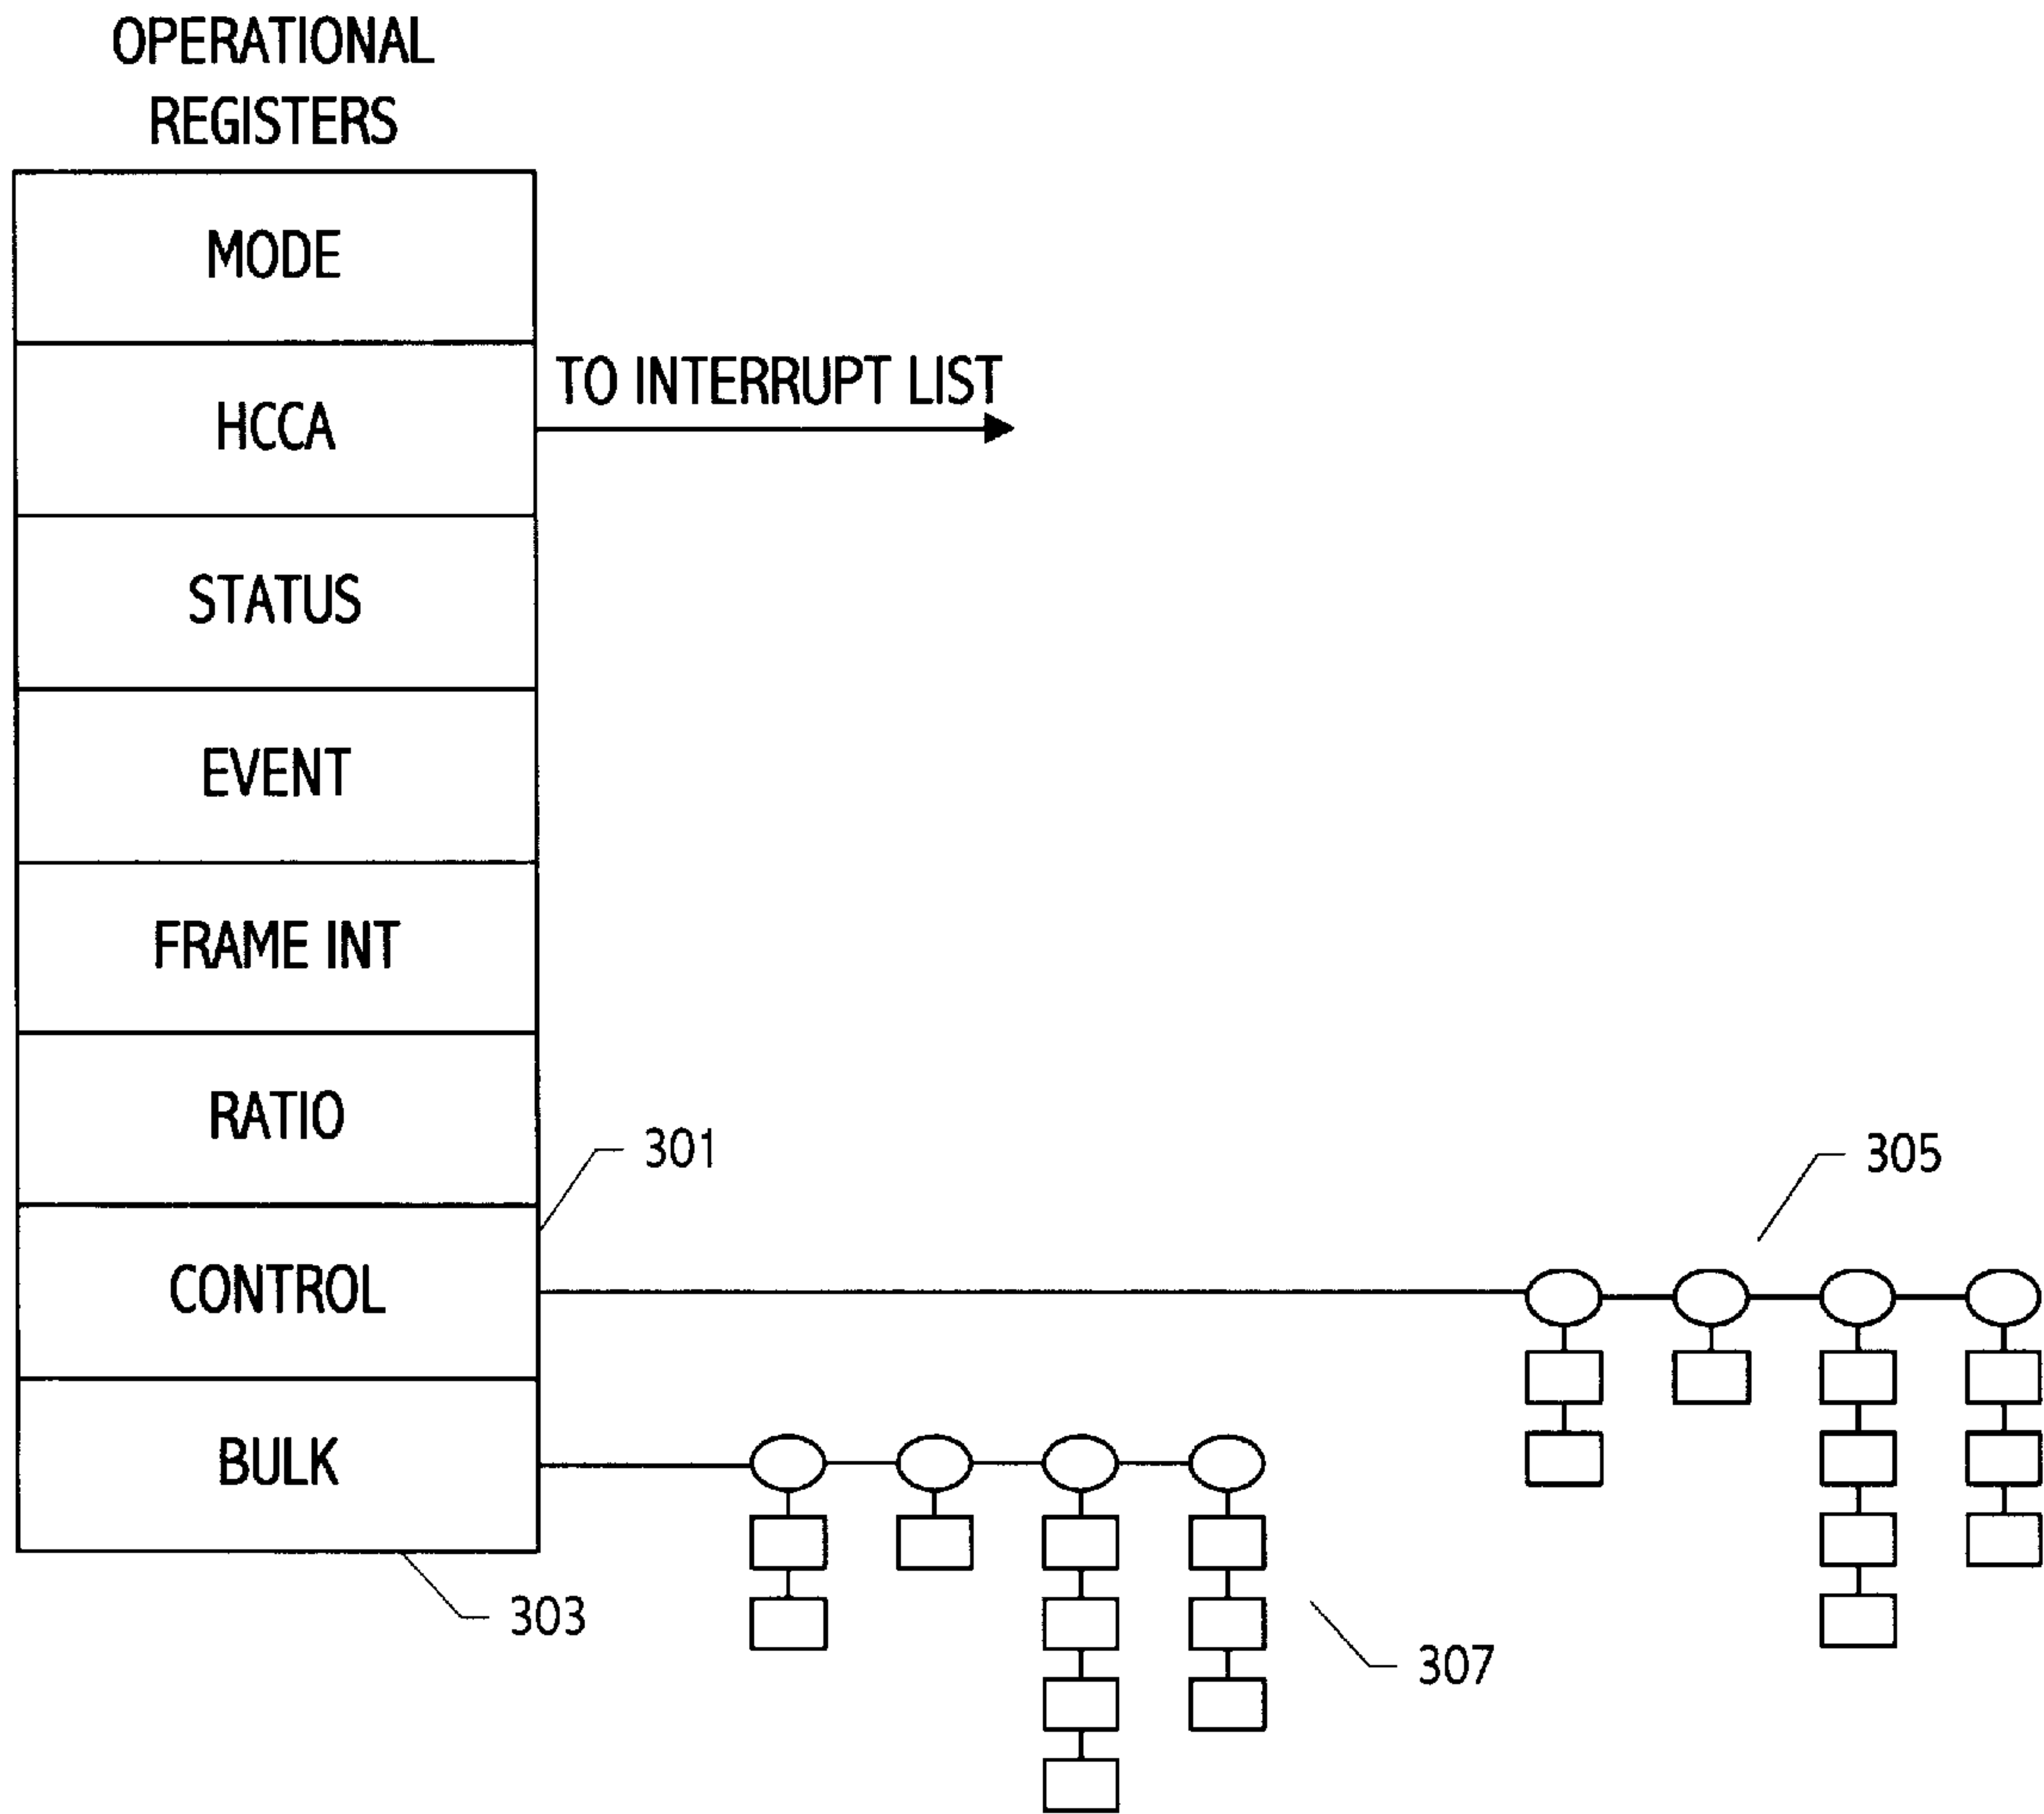 OPERATIONAL
REGISTERS
MODE
HCCA
TO INTERRUPT LIST
STATUS
EVENT
FRAME INT
RATIO
301
305
CONTROL
BULK
303
307